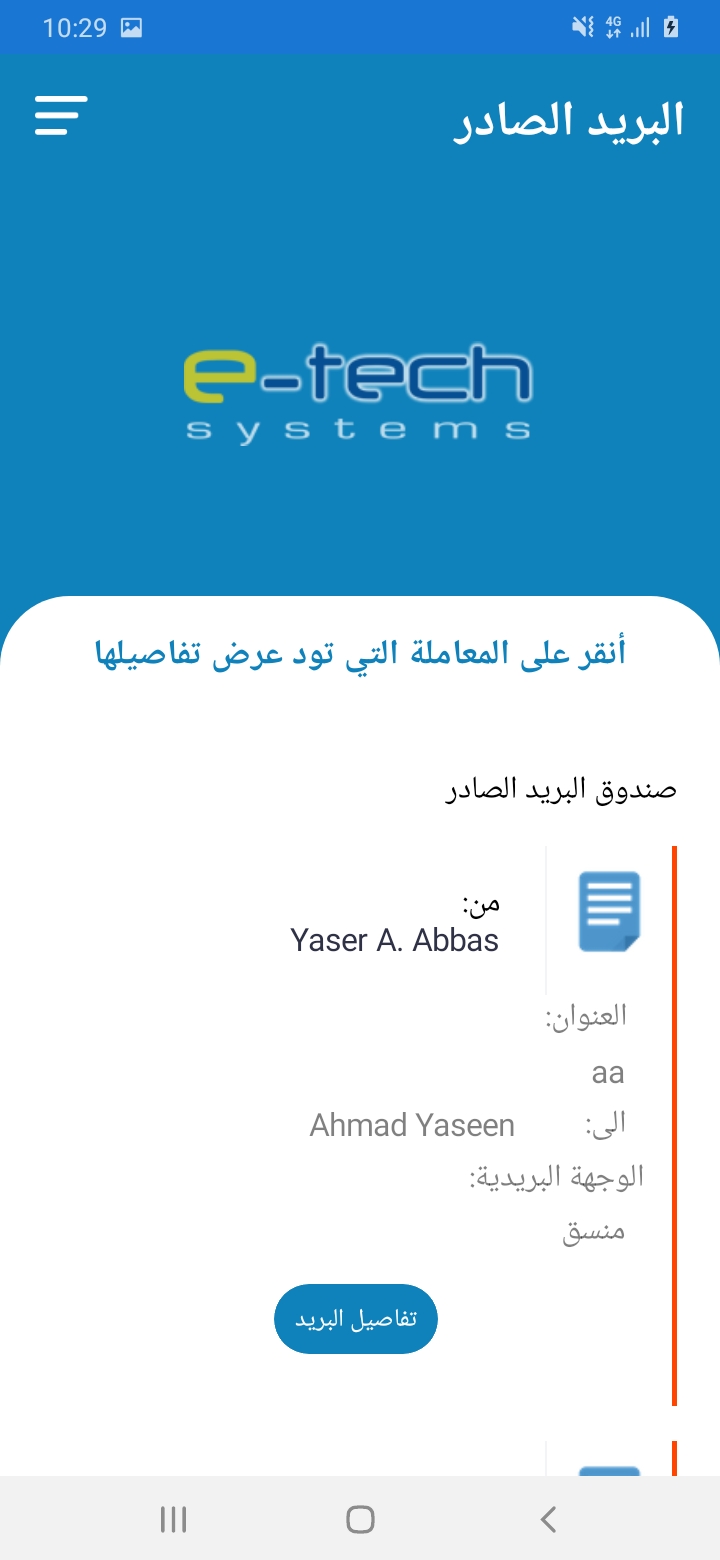 10:29
4G
البريد الصادر
e-tech
systems
أنقر على المعاملة التي تود عرض تفاصيلها
صندوق البريد الصادر
من:
Yaser A. Abbas
العنوان:
aa
الى: Ahmad Yaseen
الوجهة البريدية:
منسق
تفاصيل البريد